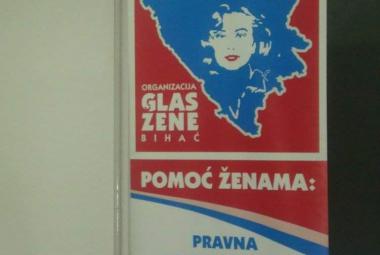 ORGANIZACIJA
GLAS
ŽENE
BIHAĆ
POMOĆ ŽENAMA:
PRAVNA